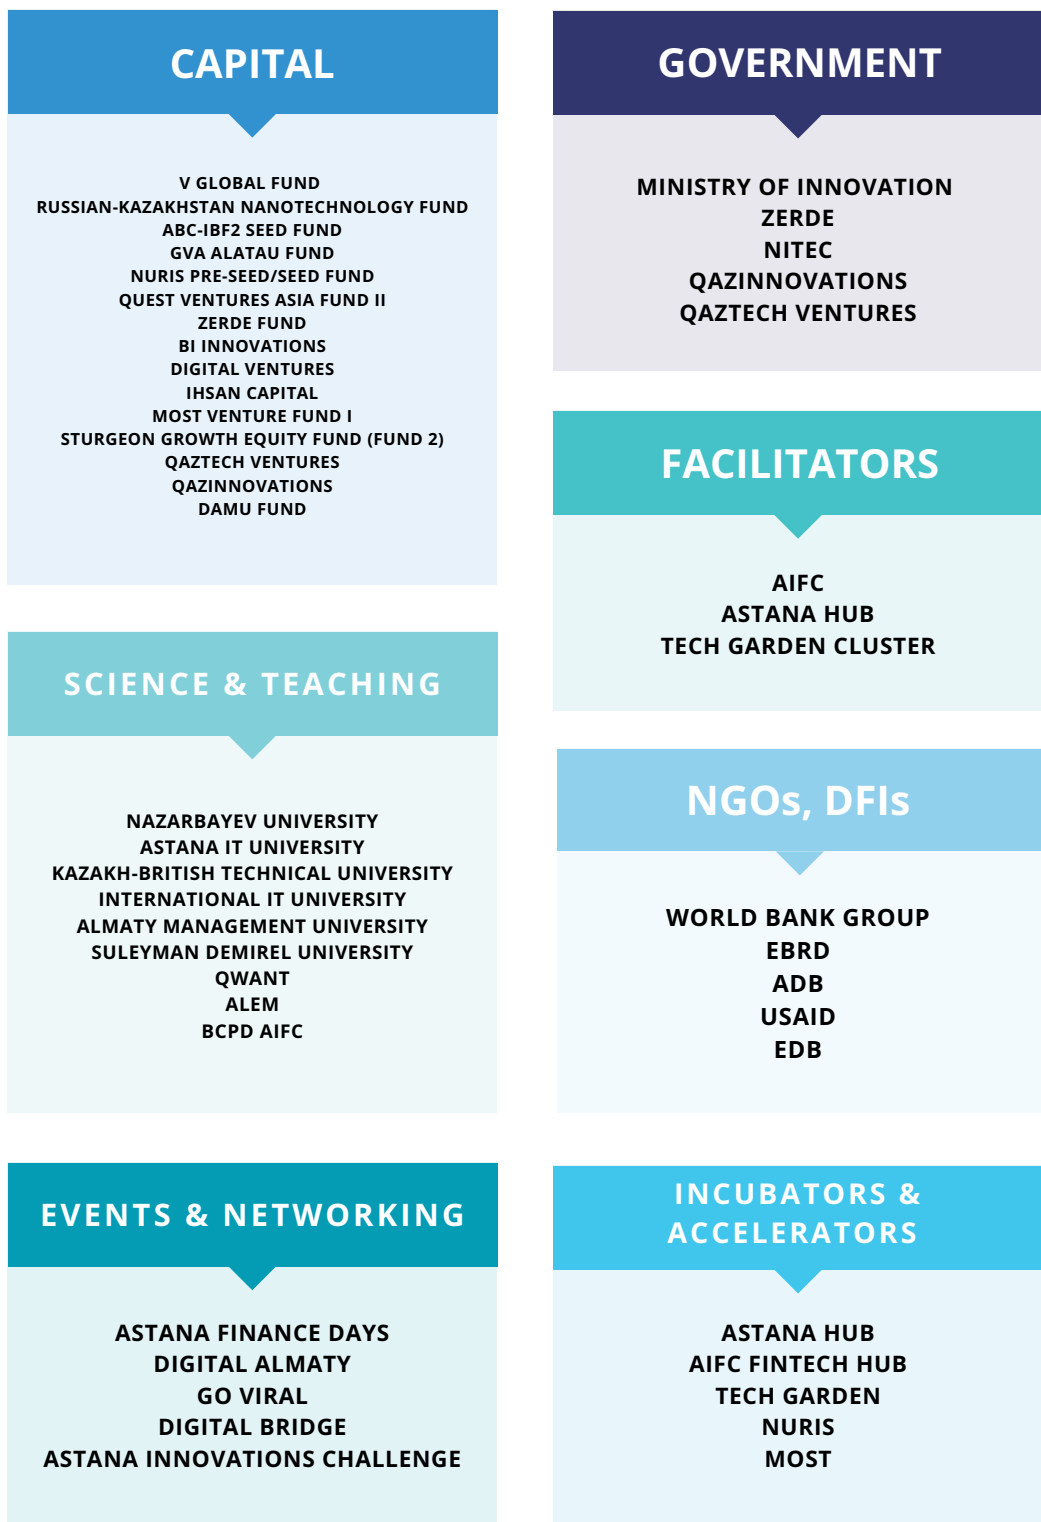 CAPITAL
V GLOBAL FUND
RUSSIAN-KAZAKHSTAN NANOTECHNOLOGY FUND
ABC-IBF2 SEED FUND
GVA ALATAU FUND
NURIS PRE-SEED/SEED FUND
QUEST VENTURES ASIA FUND II
ZERDE FUND
BI INNOVATIONS
DIGITAL VENTURES
IHSAN CAPITAL
MOST VENTURE FUND I
STURGEON GROWTH EQUITY FUND (FUND 2)
QAZTECH VENTURES
QAZINNOVATIONS
DAMU FUND
GOVERNMENT
MINISTRY OF INNOVATION
ZERDE
NITEC
QAZINNOVATIONS
QAZTECH VENTURES
FACILITATORS
AIFC
ASTANA HUB
TECH GARDEN CLUSTER
SCIENCE & TEACHING
NAZARBAYEV UNIVERSITY
ASTANA IT UNIVERSITY
KAZAKH-BRITISH TECHNICAL UNIVERSITY
INTERNATIONAL IT UNIVERSITY
ALMATY MANAGEMENT UNIVERSITY
SULEYMAN DEMIREL UNIVERSITY
QWANT
ALEM
BCPD AIFC
NGOs, DFIs
WORLD BANK GROUP
EBRD
ADB
USAID
EDB
EVENTS & NETWORKING
ASTANA FINANCE DAYS
DIGITAL ALMATY
GO VIRAL
DIGITAL BRIDGE
ASTANA INNOVATIONS CHALLENGE
INCUBATORS &
ACCELERATORS
ASTANA HUB
AIFC FINTECH HUB
TECH GARDEN
NURIS
MOST